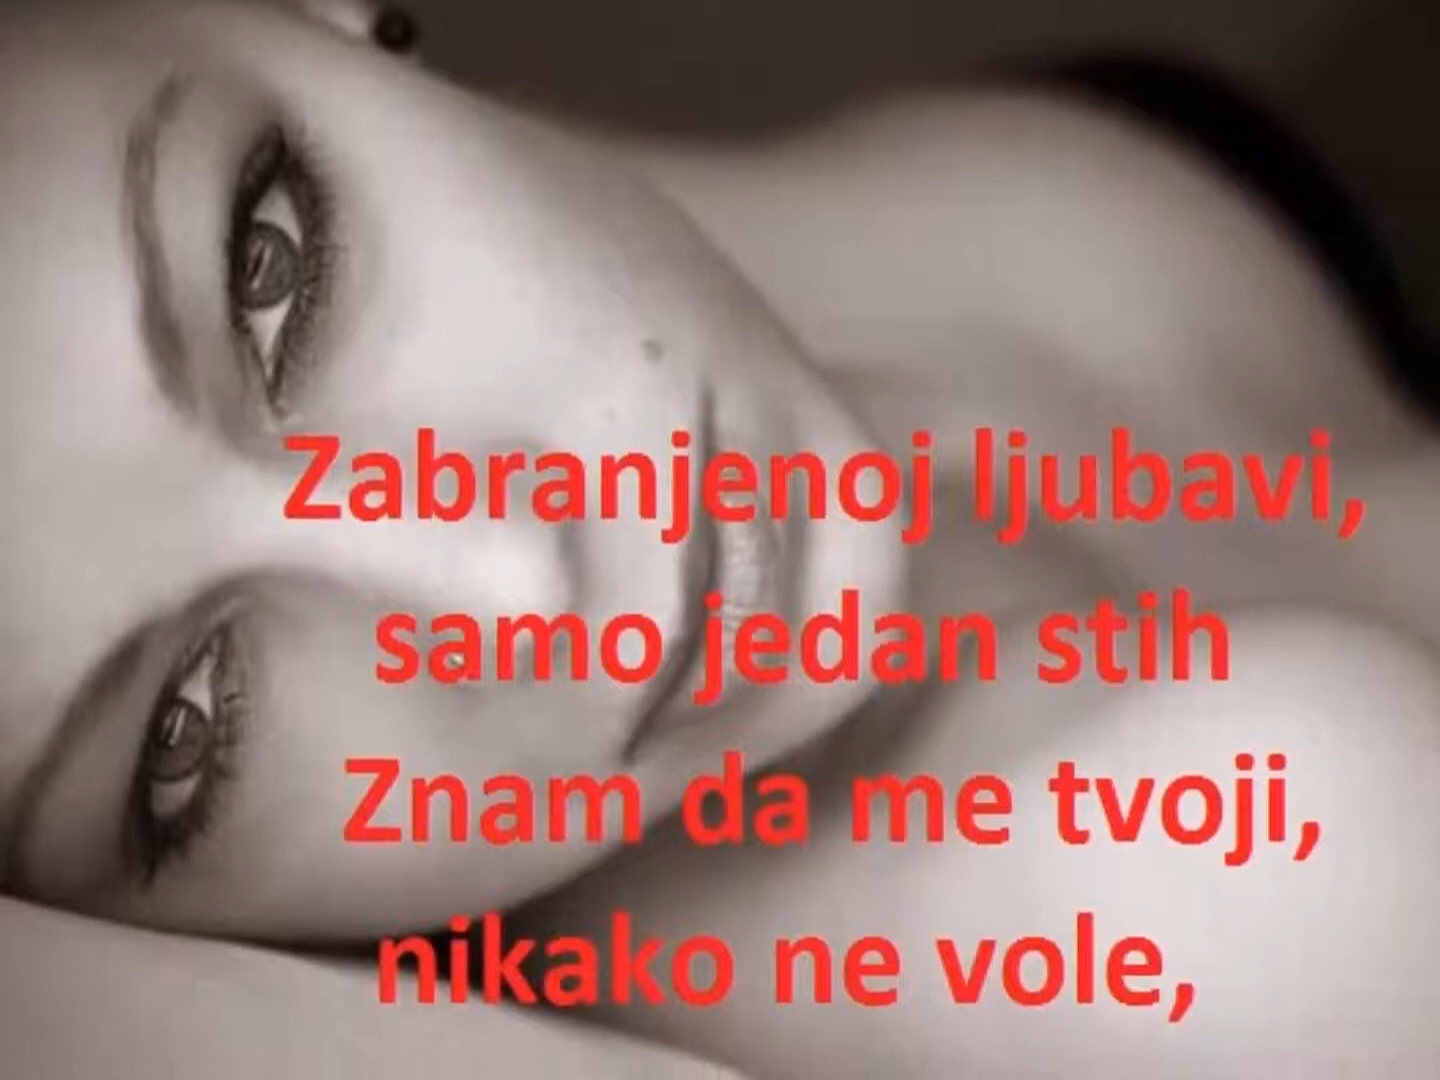 Zabranjenoj ljubavi,
samo jedan stih
Znam da me tvoji,
nikako ne vole,